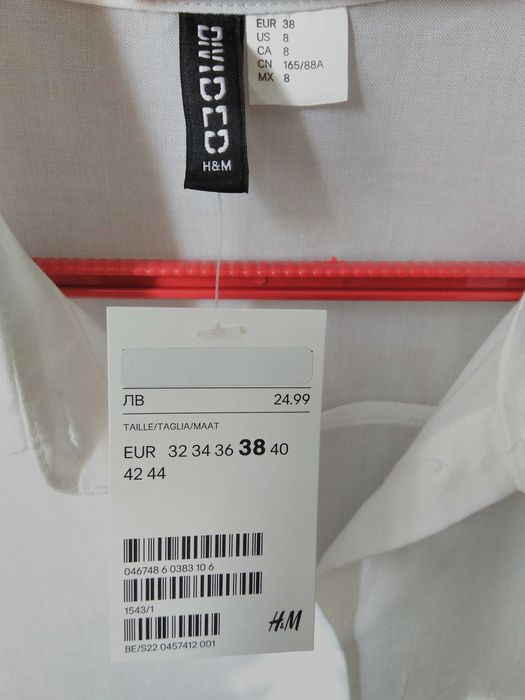 DIVIDED
H&M
EUR 38
US 8
CA 8
CN 165/88A
MX 8
ЛВ 24.99
TAILLE/TAGLIA/MAAT
EUR 32 34 36 38 40
42 44
046748 6 0383 10 6
1543/1
H&M
BE/S22 0457412 001